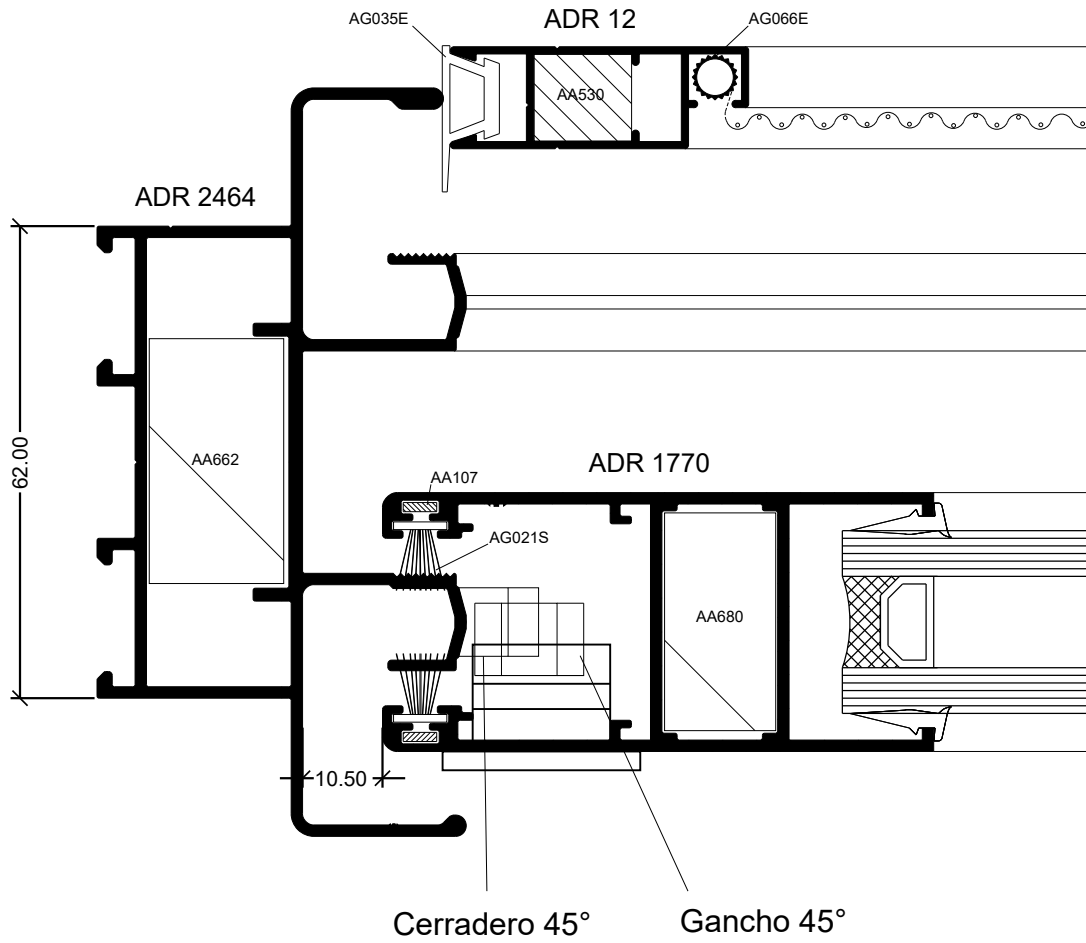 AG035E
ADR 12
AG066E
AA530
ADR 2464
62.00
AA662
ADR 1770
AA107
AG021S
AA680
10.50
Cerradero 45°
Gancho 45°